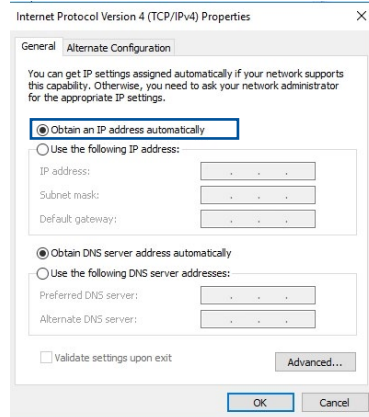 Internet Protocol Version 4 (TCP/IPv4) Properties
General
Alternate Configuration
You can get IP settings assigned automatically if your network supports
this capability. Otherwise, you need to ask your network administrator
for the appropriate IP settings.
Obtain an IP address automatically
Use the following IP address:
IP address:
Subnet mask:
Default gateway:
Obtain DNS server address automatically
Use the following DNS server addresses:
Preferred DNS server:
Alternate DNS server:
Validate settings upon exit
Advanced...
OK
Cancel